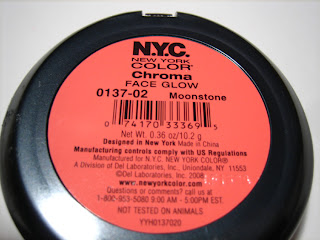 N.Y.C.
NEW YORK
COLOR®
Chroma
FACE GLOW
0137-02 Moonstone
0 74170 33369 5
Net Wt. 0.36 oz/10.2 g
Designed in New York Made in China
Manufacturing controls comply with US Regulations
Manufactured for N.Y.C. NEW YORK COLOR®
A Division of Del Laboratories, Inc., Uniondale, NY 11553
©Del Laboratories, Inc. 2008
www.newyorkcolor.com
Questions or comments? call us at
1-800-953-5080 9:00 AM - 5:00PM EST.
NOT TESTED ON ANIMALS
YYH0137020